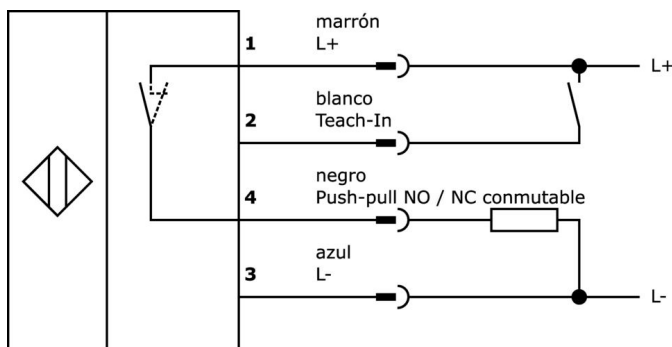 marrón
1 L+
L+
blanco
2 Teach-In
negro
4 Push-pull NO / NC conmutable
azul
3 L-
L-